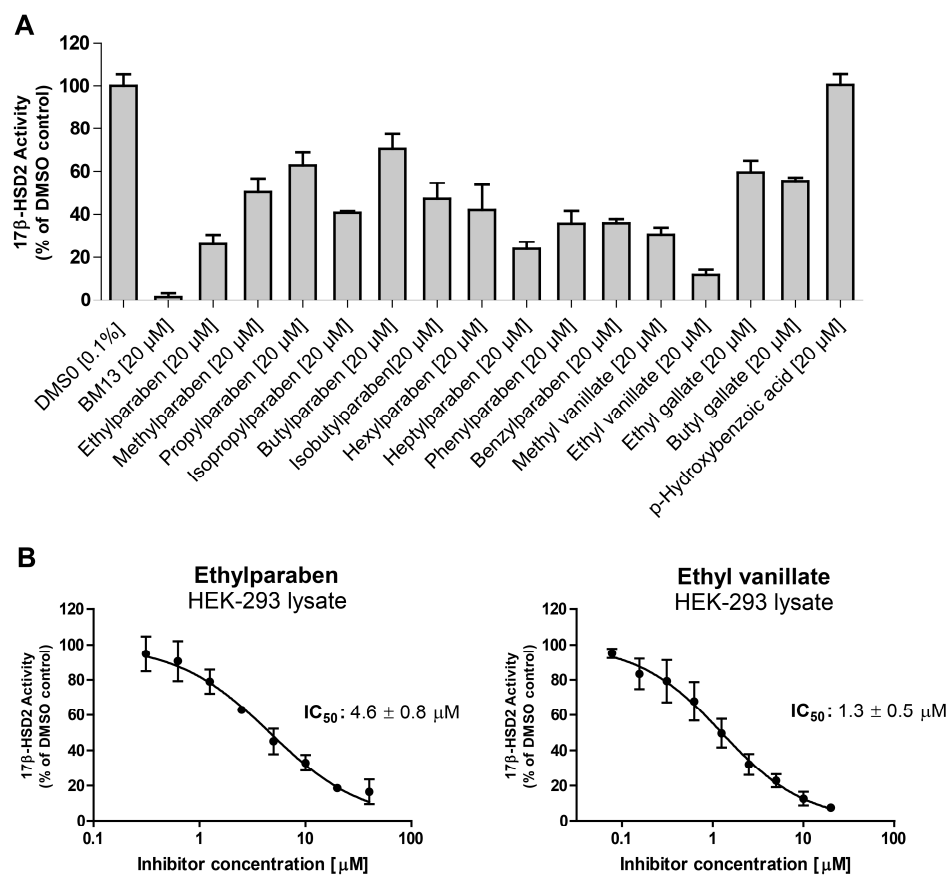 A
17β-HSD2 Activity
(% of DMSO control)
120
100
80
60
40
20
0
DMS0 [0.1%]
BM13 [20 μM]
Ethylparaben [20 μM]
Methylparaben [20 μM]
Propylparaben [20 μM]
Isopropylparaben [20 μM]
Butylparaben [20 μM]
Isobutylparaben[20 μM]
Hexylparaben [20 μM]
Heptylparaben [20 μM]
Phenylparaben [20 μM]
Benzylparaben [20 μM]
Methyl vanillate [20 μM]
Ethyl vanillate [20 μM]
Ethyl gallate [20 μM]
Butyl gallate [20 μM]
p-Hydroxybenzoic acid [20 μM]
B
Ethylparaben
HEK-293 lysate
17β-HSD2 Activity
(% of DMSO control)
120
100
80
60
40
20
0
IC50: 4.6 ± 0.8 μM
0.1 1 10 100
Inhibitor concentration [μM]
Ethyl vanillate
HEK-293 lysate
17β-HSD2 Activity
(% of DMSO control)
120
100
80
60
40
20
0
IC50: 1.3 ± 0.5 μM
0.1 1 10 100
Inhibitor concentration [μM]